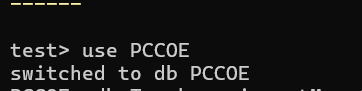 ------
test> use PCCOE
switched to db PCCOE